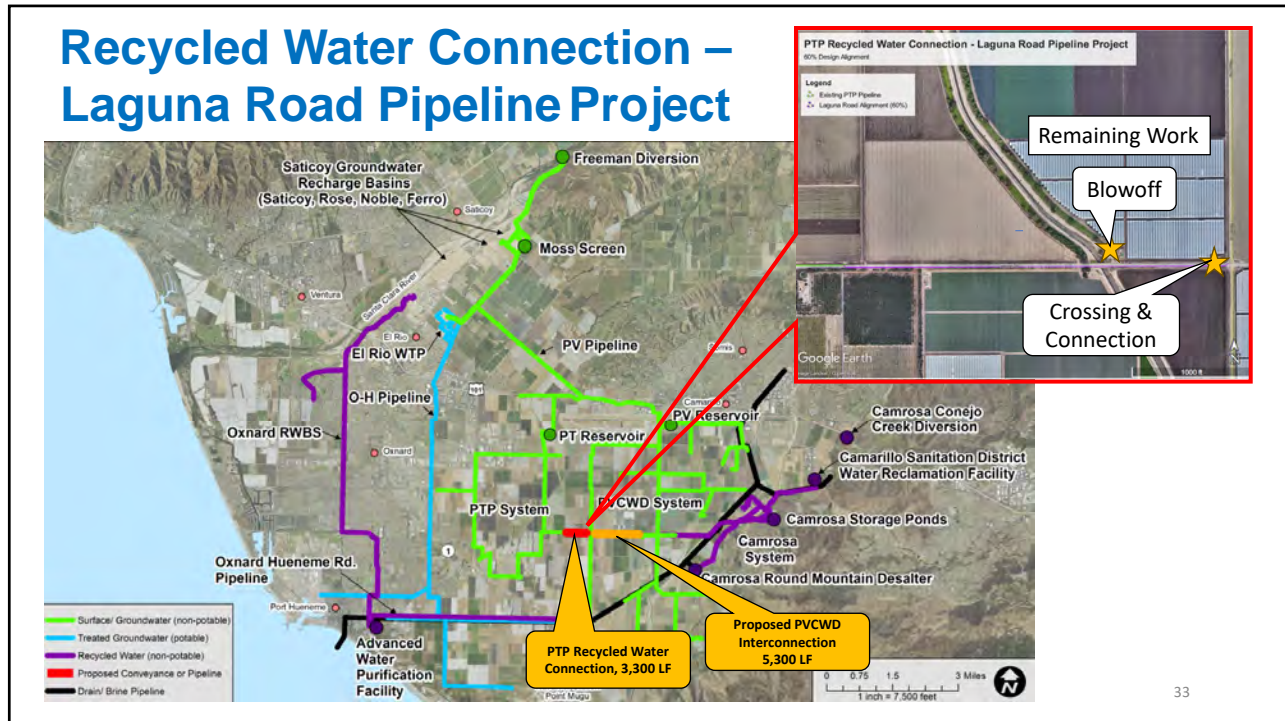 Recycled Water Connection –
Laguna Road Pipeline Project
PTP Recycled Water Connection - Laguna Road Pipeline Project
60% Design Alignment
Legend
Existing PTP Pipeline
Laguna Road Alignment (60%)
Remaining Work
Blowoff
Crossing &
Connection
Google Earth
1000 ft
N
Saticoy Groundwater
Recharge Basins
(Saticoy, Rose, Noble, Ferro)
Freeman Diversion
Saticoy
Moss Screen
Santa Clara River
Ventura
El Rio
El Rio WTP
PV Pipeline
Somis
101
O-H Pipeline
Camarillo
PV Reservoir
PT Reservoir
Oxnard RWBS
Oxnard
Camrosa Conejo
Creek Diversion
Camarillo Sanitation District
Water Reclamation Facility
PTP System
PVCWD System
Camrosa Storage Ponds
Camrosa
System
1
Oxnard Hueneme Rd.
Pipeline
Camrosa Round Mountain Desalter
Port Hueneme
Advanced
Water
Purification
Facility
PTP Recycled Water
Connection, 3,300 LF
Proposed PVCWD
Interconnection
5,300 LF
Point Mugu
Surface/ Groundwater (non-potable)
Treated Groundwater (potable)
Recycled Water (non-potable)
Proposed Conveyance or Pipeline
Drain/ Brine Pipeline
0 0.75 1.5 3 Miles
1 inch = 7,500 feet
N
33